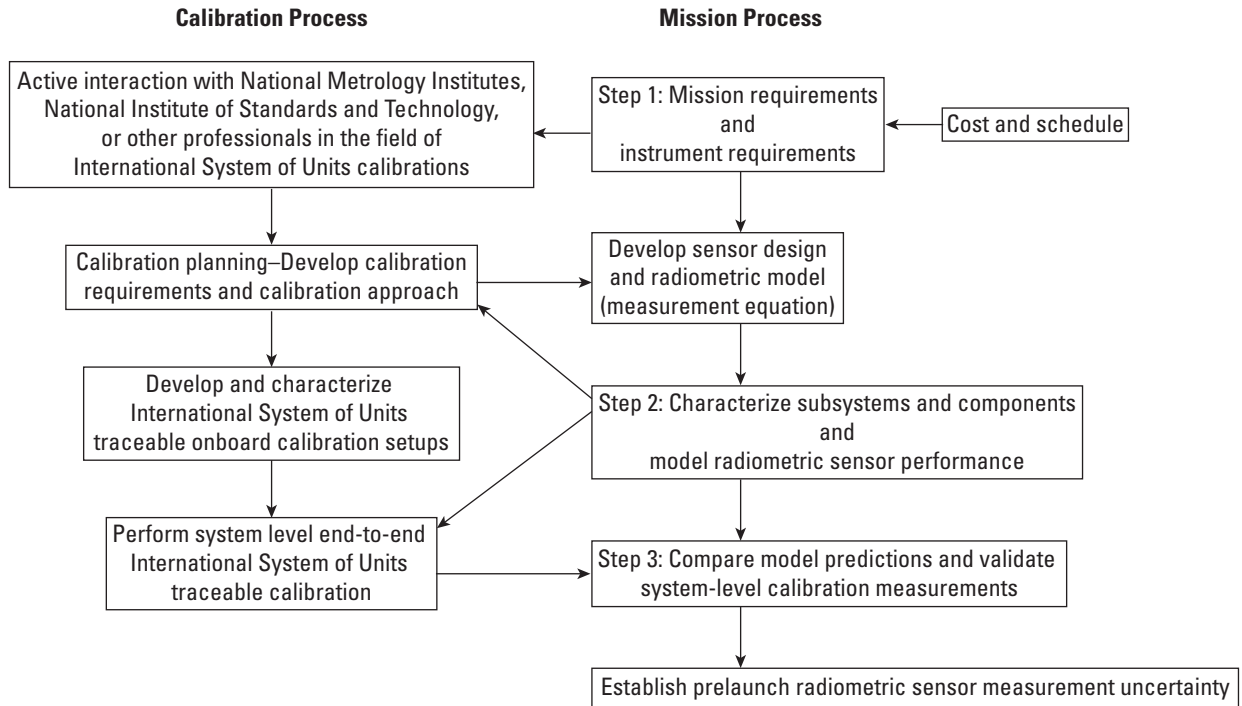 Calibration Process
Mission Process
Active interaction with National Metrology Institutes,
National Institute of Standards and Technology,
or other professionals in the field of
International System of Units calibrations
Step 1: Mission requirements
and
instrument requirements
Cost and schedule
Calibration planning–Develop calibration
requirements and calibration approach
Develop sensor design
and radiometric model
(measurement equation)
Develop and characterize
International System of Units
traceable onboard calibration setups
Step 2: Characterize subsystems and components
and
model radiometric sensor performance
Perform system level end-to-end
International System of Units
traceable calibration
Step 3: Compare model predictions and validate
system-level calibration measurements
Establish prelaunch radiometric sensor measurement uncertainty